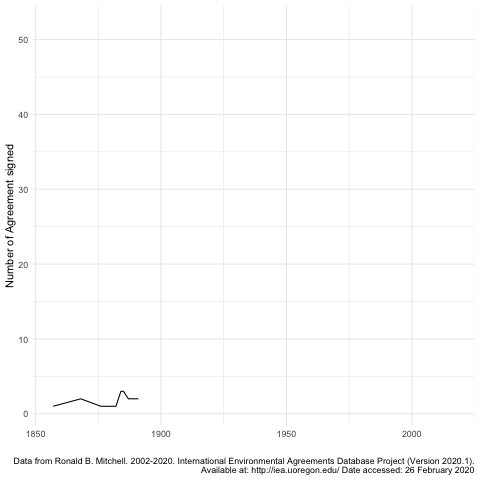 50
40
30
20
10
0
Number of Agreement signed
1850 1900 1950 2000
Data from Ronald B. Mitchell. 2002-2020. International Environmental Agreements Database Project (Version 2020.1).
Available at: http://iea.uoregon.edu/ Date accessed: 26 February 2020